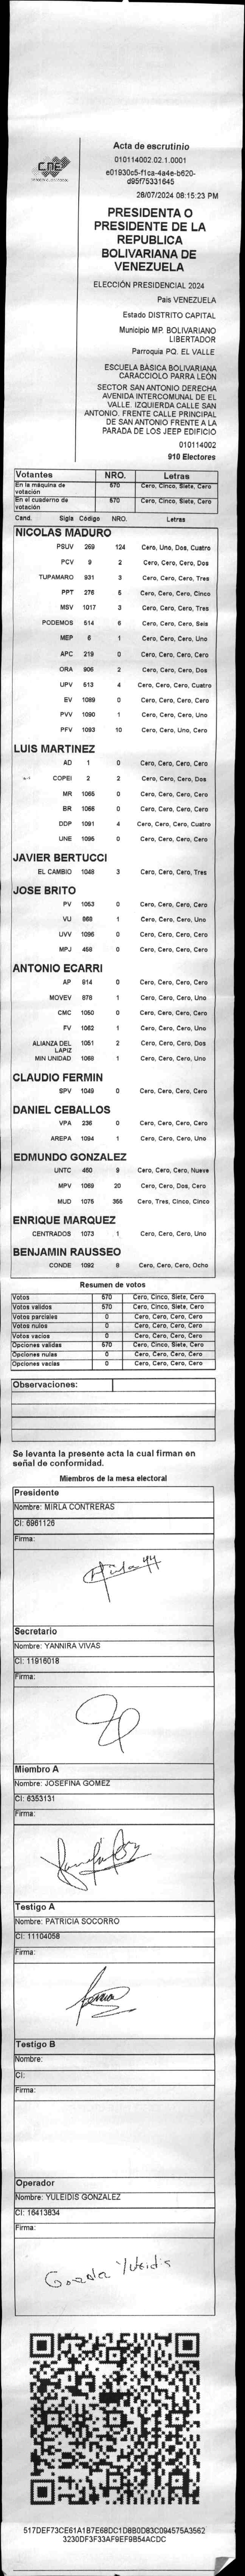 CNE
Acta de escrutinio
010114002.02.1.0001
e01930c5-f1ca-4a4e-b620-
d95f75331645
28/07/2024 08:15:23 PM
PRESIDENTA O
PRESIDENTE DE LA
REPUBLICA
BOLIVARIANA DE
VENEZUELA
ELECCIÓN PRESIDENCIAL 2024
País VENEZUELA
Estado DISTRITO CAPITAL
Municipio MP. BOLIVARIANO
LIBERTADOR
Parroquia PQ. EL VALLE
ESCUELA BÁSICA BOLIVARIANA
CARACCIOLO PARRA LEÓN
SECTOR SAN ANTONIO DERECHA
AVENIDA INTERCOMUNAL DE EL
VALLE. IZQUIERDA CALLE SAN
ANTONIO. FRENTE CALLE PRINCIPAL
DE SAN ANTONIO FRENTE A LA
PARADA DE LOS JEEP EDIFICIO
010114002
910 Electores
Votantes NRO. Letras
En la máquina de votación 570 Cero, Cinco, Siete, Cero
En el cuaderno de votación 570 Cero, Cinco, Siete, Cero
Cand. Sigla Código NRO. Letras
NICOLAS MADURO
PSUV 269 124 Cero, Uno, Dos, Cuatro
PCV 9 2 Cero, Cero, Cero, Dos
TUPAMARO 931 3 Cero, Cero, Cero, Tres
PPT 276 5 Cero, Cero, Cero, Cinco
MSV 1017 3 Cero, Cero, Cero, Tres
PODEMOS 514 6 Cero, Cero, Cero, Seis
MEP 6 1 Cero, Cero, Cero, Uno
APC 219 0 Cero, Cero, Cero, Cero
ORA 906 2 Cero, Cero, Cero, Dos
UPV 513 4 Cero, Cero, Cero, Cuatro
EV 1089 0 Cero, Cero, Cero, Cero
PVV 1090 1 Cero, Cero, Cero, Uno
PFV 1093 10 Cero, Cero, Uno, Cero
LUIS MARTINEZ
AD 1 0 Cero, Cero, Cero, Cero
COPEI 2 2 Cero, Cero, Cero, Dos
MR 1065 0 Cero, Cero, Cero, Cero
BR 1066 0 Cero, Cero, Cero, Cero
DDP 1091 4 Cero, Cero, Cero, Cuatro
UNE 1095 0 Cero, Cero, Cero, Cero
JAVIER BERTUCCI
EL CAMBIO 1048 3 Cero, Cero, Cero, Tres
JOSE BRITO
PV 1053 0 Cero, Cero, Cero, Cero
VU 868 1 Cero, Cero, Cero, Uno
UVV 1096 0 Cero, Cero, Cero, Cero
MPJ 458 0 Cero, Cero, Cero, Cero
ANTONIO ECARRI
AP 914 0 Cero, Cero, Cero, Cero
MOVEV 878 1 Cero, Cero, Cero, Uno
CMC 1050 0 Cero, Cero, Cero, Cero
FV 1052 1 Cero, Cero, Cero, Uno
ALIANZA DEL LAPIZ 1051 2 Cero, Cero, Cero, Dos
MIN UNIDAD 1068 1 Cero, Cero, Cero, Uno
CLAUDIO FERMIN
SPV 1049 0 Cero, Cero, Cero, Cero
DANIEL CEBALLOS
VPA 236 0 Cero, Cero, Cero, Cero
AREPA 1094 1 Cero, Cero, Cero, Uno
EDMUNDO GONZALEZ
UNTC 460 9 Cero, Cero, Cero, Nueve
MPV 1069 20 Cero, Cero, Dos, Cero
MUD 1075 355 Cero, Tres, Cinco, Cinco
ENRIQUE MARQUEZ
CENTRADOS 1073 1 Cero, Cero, Cero, Uno
BENJAMIN RAUSSEO
CONDE 1092 8 Cero, Cero, Cero, Ocho
Resumen de votos
Votos 570 Cero, Cinco, Siete, Cero
Votos validos 570 Cero, Cinco, Siete, Cero
Votos parciales 0 Cero, Cero, Cero, Cero
Votos nulos 0 Cero, Cero, Cero, Cero
Votos vacios 0 Cero, Cero, Cero, Cero
Opciones validas 570 Cero, Cinco, Siete, Cero
Opciones nulas 0 Cero, Cero, Cero, Cero
Opciones vacias 0 Cero, Cero, Cero, Cero
Observaciones:
Se levanta la presente acta la cual firman en
señal de conformidad.
Miembros de la mesa electoral
Presidente
Nombre: MIRLA CONTRERAS
CI: 6961126
Firma:
Secretario
Nombre: YANNIRA VIVAS
CI: 11916018
Firma:
Miembro A
Nombre: JOSEFINA GOMEZ
CI: 6353131
Firma:
Testigo A
Nombre: PATRICIA SOCORRO
CI: 11104058
Firma:
Testigo B
Nombre:
CI:
Firma:
Operador
Nombre: YULEIDIS GONZALEZ
CI: 16413834
Firma:
517DEF73CE61A1B7E68DC1D8B0D83C094575A3562
3230DF3F33AF9EF9B54ACDC